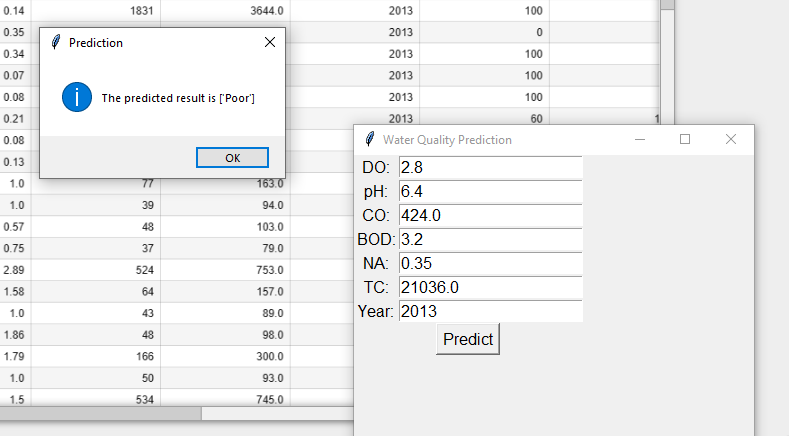 0.14 1831 3644.0 2013 100
0.35 2013 0
0.34 2013 100
0.07 2013 100
0.08 2013 100
0.21 2013 60 1
0.08
0.13
1.0 77 163.0
1.0 39 94.0
0.57 48 103.0
0.75 37 79.0
2.89 524 753.0
1.58 64 157.0
1.0 43 89.0
1.86 48 98.0
1.79 166 300.0
1.0 50 93.0
1.5 534 745.0
Prediction
The predicted result is ['Poor']
OK
Water Quality Prediction
DO: 2.8
pH: 6.4
CO: 424.0
BOD: 3.2
NA: 0.35
TC: 21036.0
Year: 2013
Predict